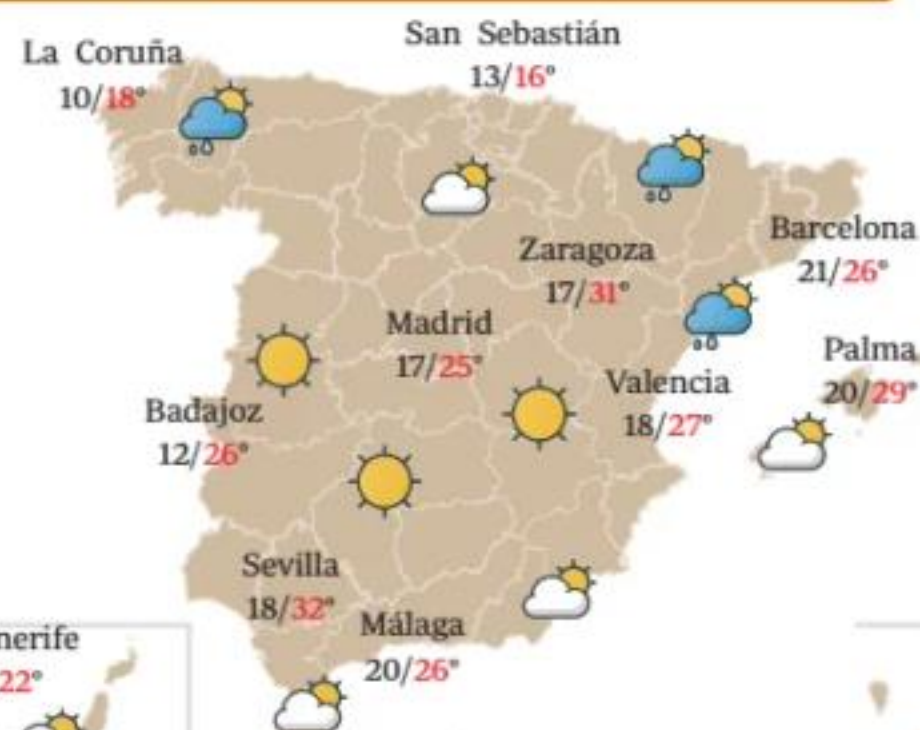 San Sebastián
13/16°
La Coruña
10/18°
Barcelona
21/26°
Zaragoza
17/31°
Madrid
17/25°
Palma
20/29°
Valencia
18/27°
Badajoz
12/26°
Sevilla
18/32°
Málaga
20/26°
nerife
22°